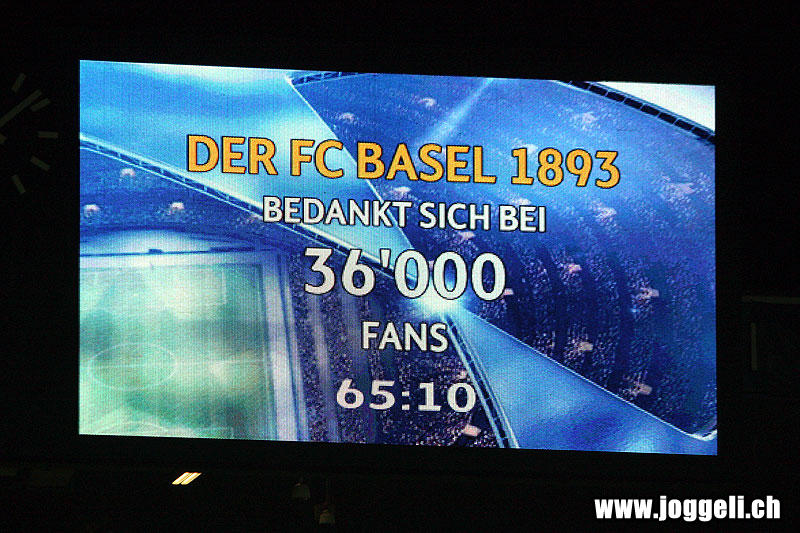 DER FC BASEL 1893
BEDANKT SICH BEI
36'000
FANS
65:10
www.joggeli.ch